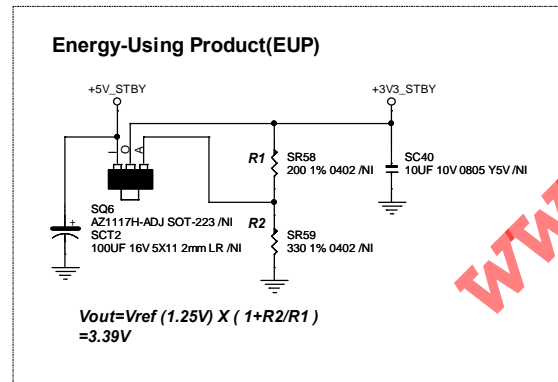 Energy-Using Product(EUP)
+5V_STBY
+3V3_STBY
I
O
A
R1
SR58
200 1% 0402 /NI
SC40
10UF 10V 0805 Y5V /NI
SQ6
AZ1117H-ADJ SOT-223 /NI
SCT2
100UF 16V 5X11 2mm LR /NI
+
R2
SR59
330 1% 0402 /NI
Vout=Vref (1.25V) X ( 1+R2/R1 )
=3.39V
ww